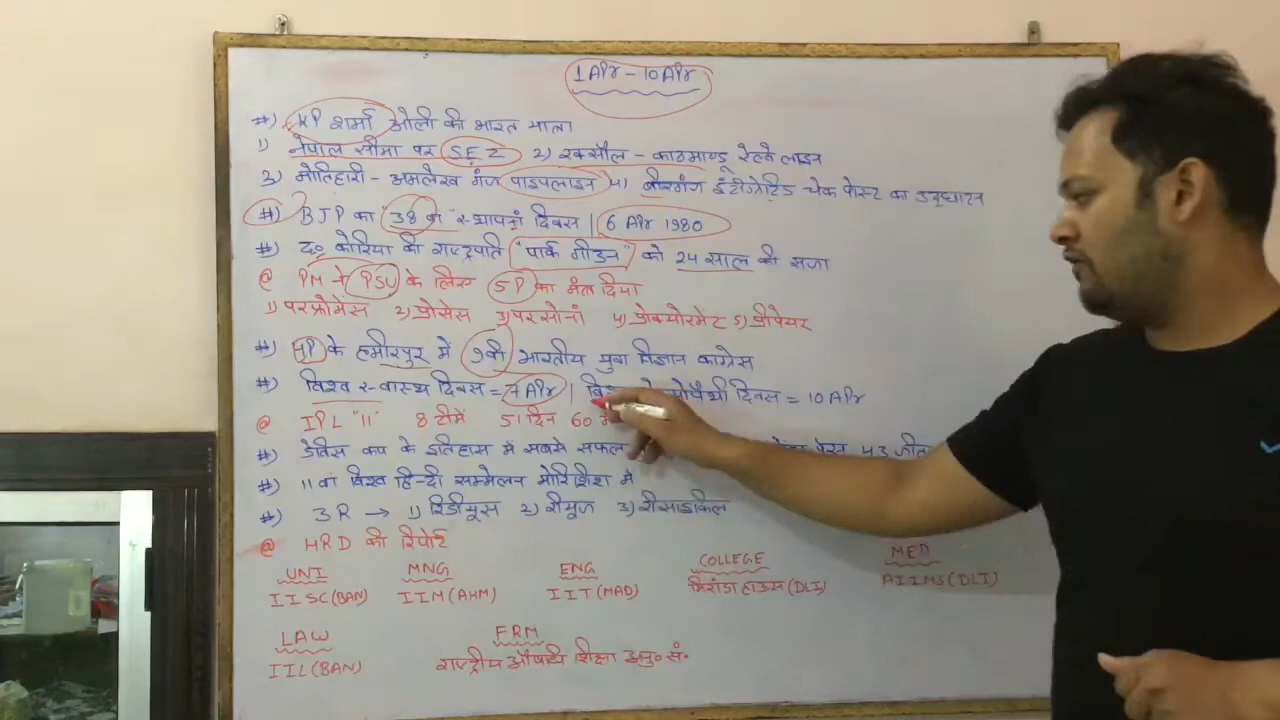 1 APr - 10 APr
#) KP शर्मा ओली की भारत यात्रा
1) नेपाल सीमा पर SEZ 2) रक्सौल - काठमाण्डू रेल्वे लाइन
3) मोतिहारी - अमलेख गंज पाइपलाइन 4) बीरगंज इंटीग्रेटिड चेक पोस्ट का उद्घाटन
#) BJP का "38 वां" स्थापना दिवस | 6 APr 1980
#) द० कोरिया की राष्ट्रपति "पार्क गीउन" को 24 साल की सजा
@ PM ने PSU के लिए 5P का मंत्र दिया
1) परफ्रोमेंस 2) प्रोसेस 3) परसोनां 4) प्रोक्योरमेंट 5) प्रीपेयर
#) HP के हमीरपुर में 9वी भारतीय युवा विज्ञान कांग्रेस
#) विश्व स्वास्थ दिवस = 7 APr | दिवस = 10 APr
@ IPL "11" 8 टीमें 51 दिन 60
#) डेविस कप के इतिहास में सबसे सफल पेस 43 जीत
#) 11 वां विश्व हिन्दी सम्मेलन मोरिशिश में
#) 3R → 1) रिडीयूस 2) रीयूज 3) रीसाइकिल
@ HRD की रिपोर्ट
UNI MNG ENG COLLEGE MED
IISC(BAN) IIM(AHM) IIT(MAD) मिरांडा हाऊस(DLI) AIIMS(DLI)
LAW FRM
IIL(BAN) राष्ट्रीय औषधि शिक्षा अनु० सं०